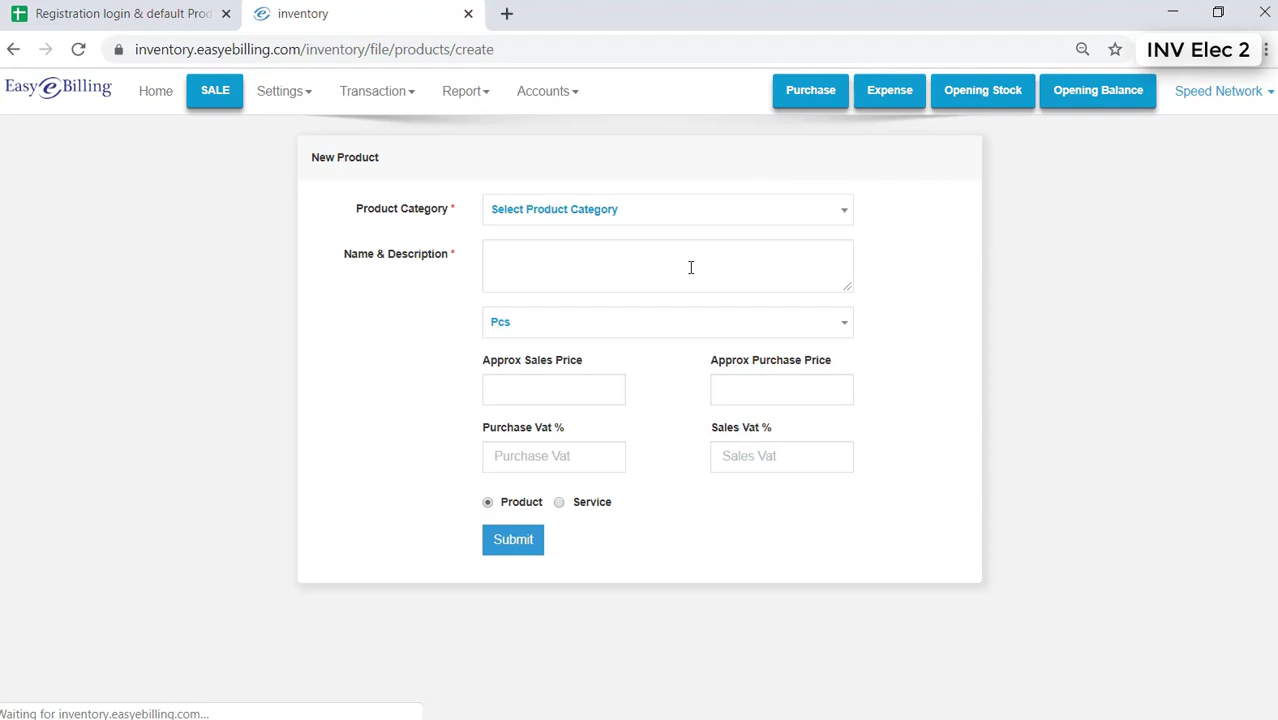 Registration login & default Prod
inventory
inventory.easyebilling.com/inventory/file/products/create
INV Elec 2
Easy e Billing
Home
SALE
Settings
Transaction
Report
Accounts
Purchase
Expense
Opening Stock
Opening Balance
Speed Network
New Product
Product Category *
Select Product Category
Name & Description *
Pcs
Approx Sales Price
Approx Purchase Price
Purchase Vat %
Sales Vat %
Purchase Vat
Sales Vat
Product
Service
Submit
Waiting for inventory.easyebilling.com...